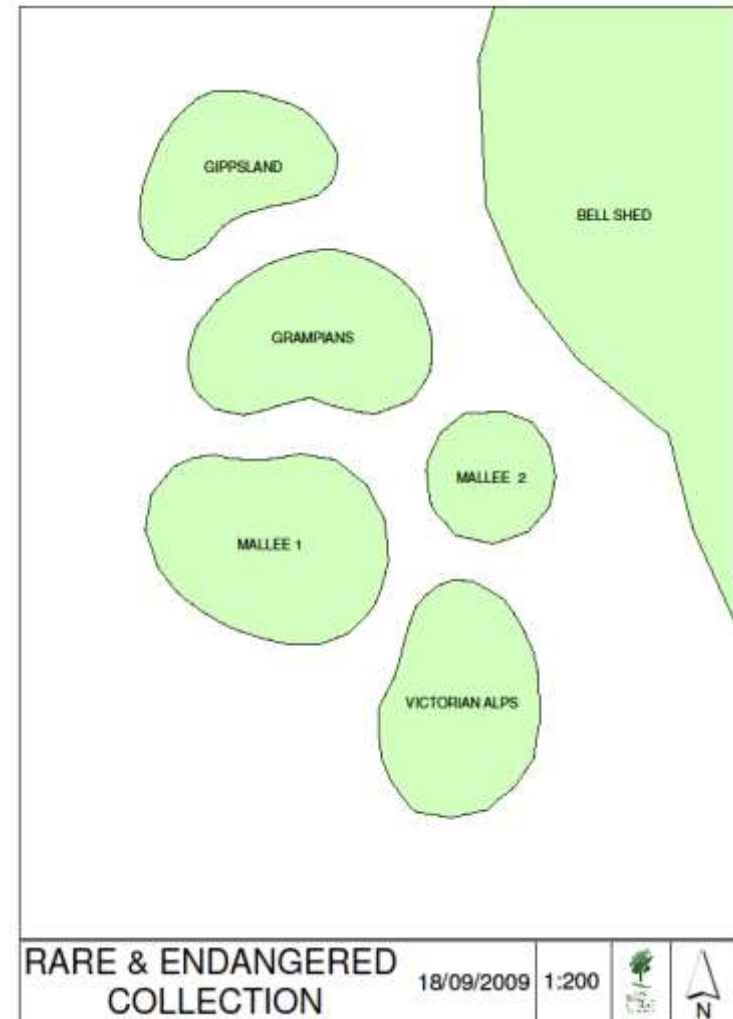 GIPPSLAND
BELL SHED
GRAMPIANS
MALLEE 2
MALLEE 1
VICTORIAN ALPS
RARE & ENDANGERED
COLLECTION
18/09/2009
1:200
N